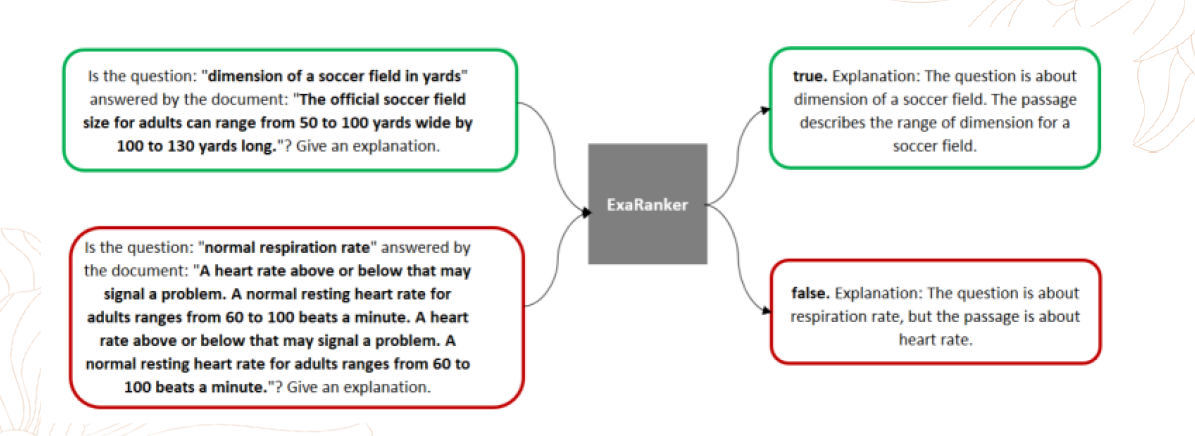 Is the question: "dimension of a soccer field in yards"
answered by the document: "The official soccer field
size for adults can range from 50 to 100 yards wide by
100 to 130 yards long."? Give an explanation.
Is the question: "normal respiration rate" answered by
the document: "A heart rate above or below that may
signal a problem. A normal resting heart rate for
adults ranges from 60 to 100 beats a minute. A heart
rate above or below that may signal a problem. A
normal resting heart rate for adults ranges from 60 to
100 beats a minute."? Give an explanation.
ExaRanker
true. Explanation: The question is about
dimension of a soccer field. The passage
describes the range of dimension for a
soccer field.
false. Explanation: The question is about
respiration rate, but the passage is about
heart rate.